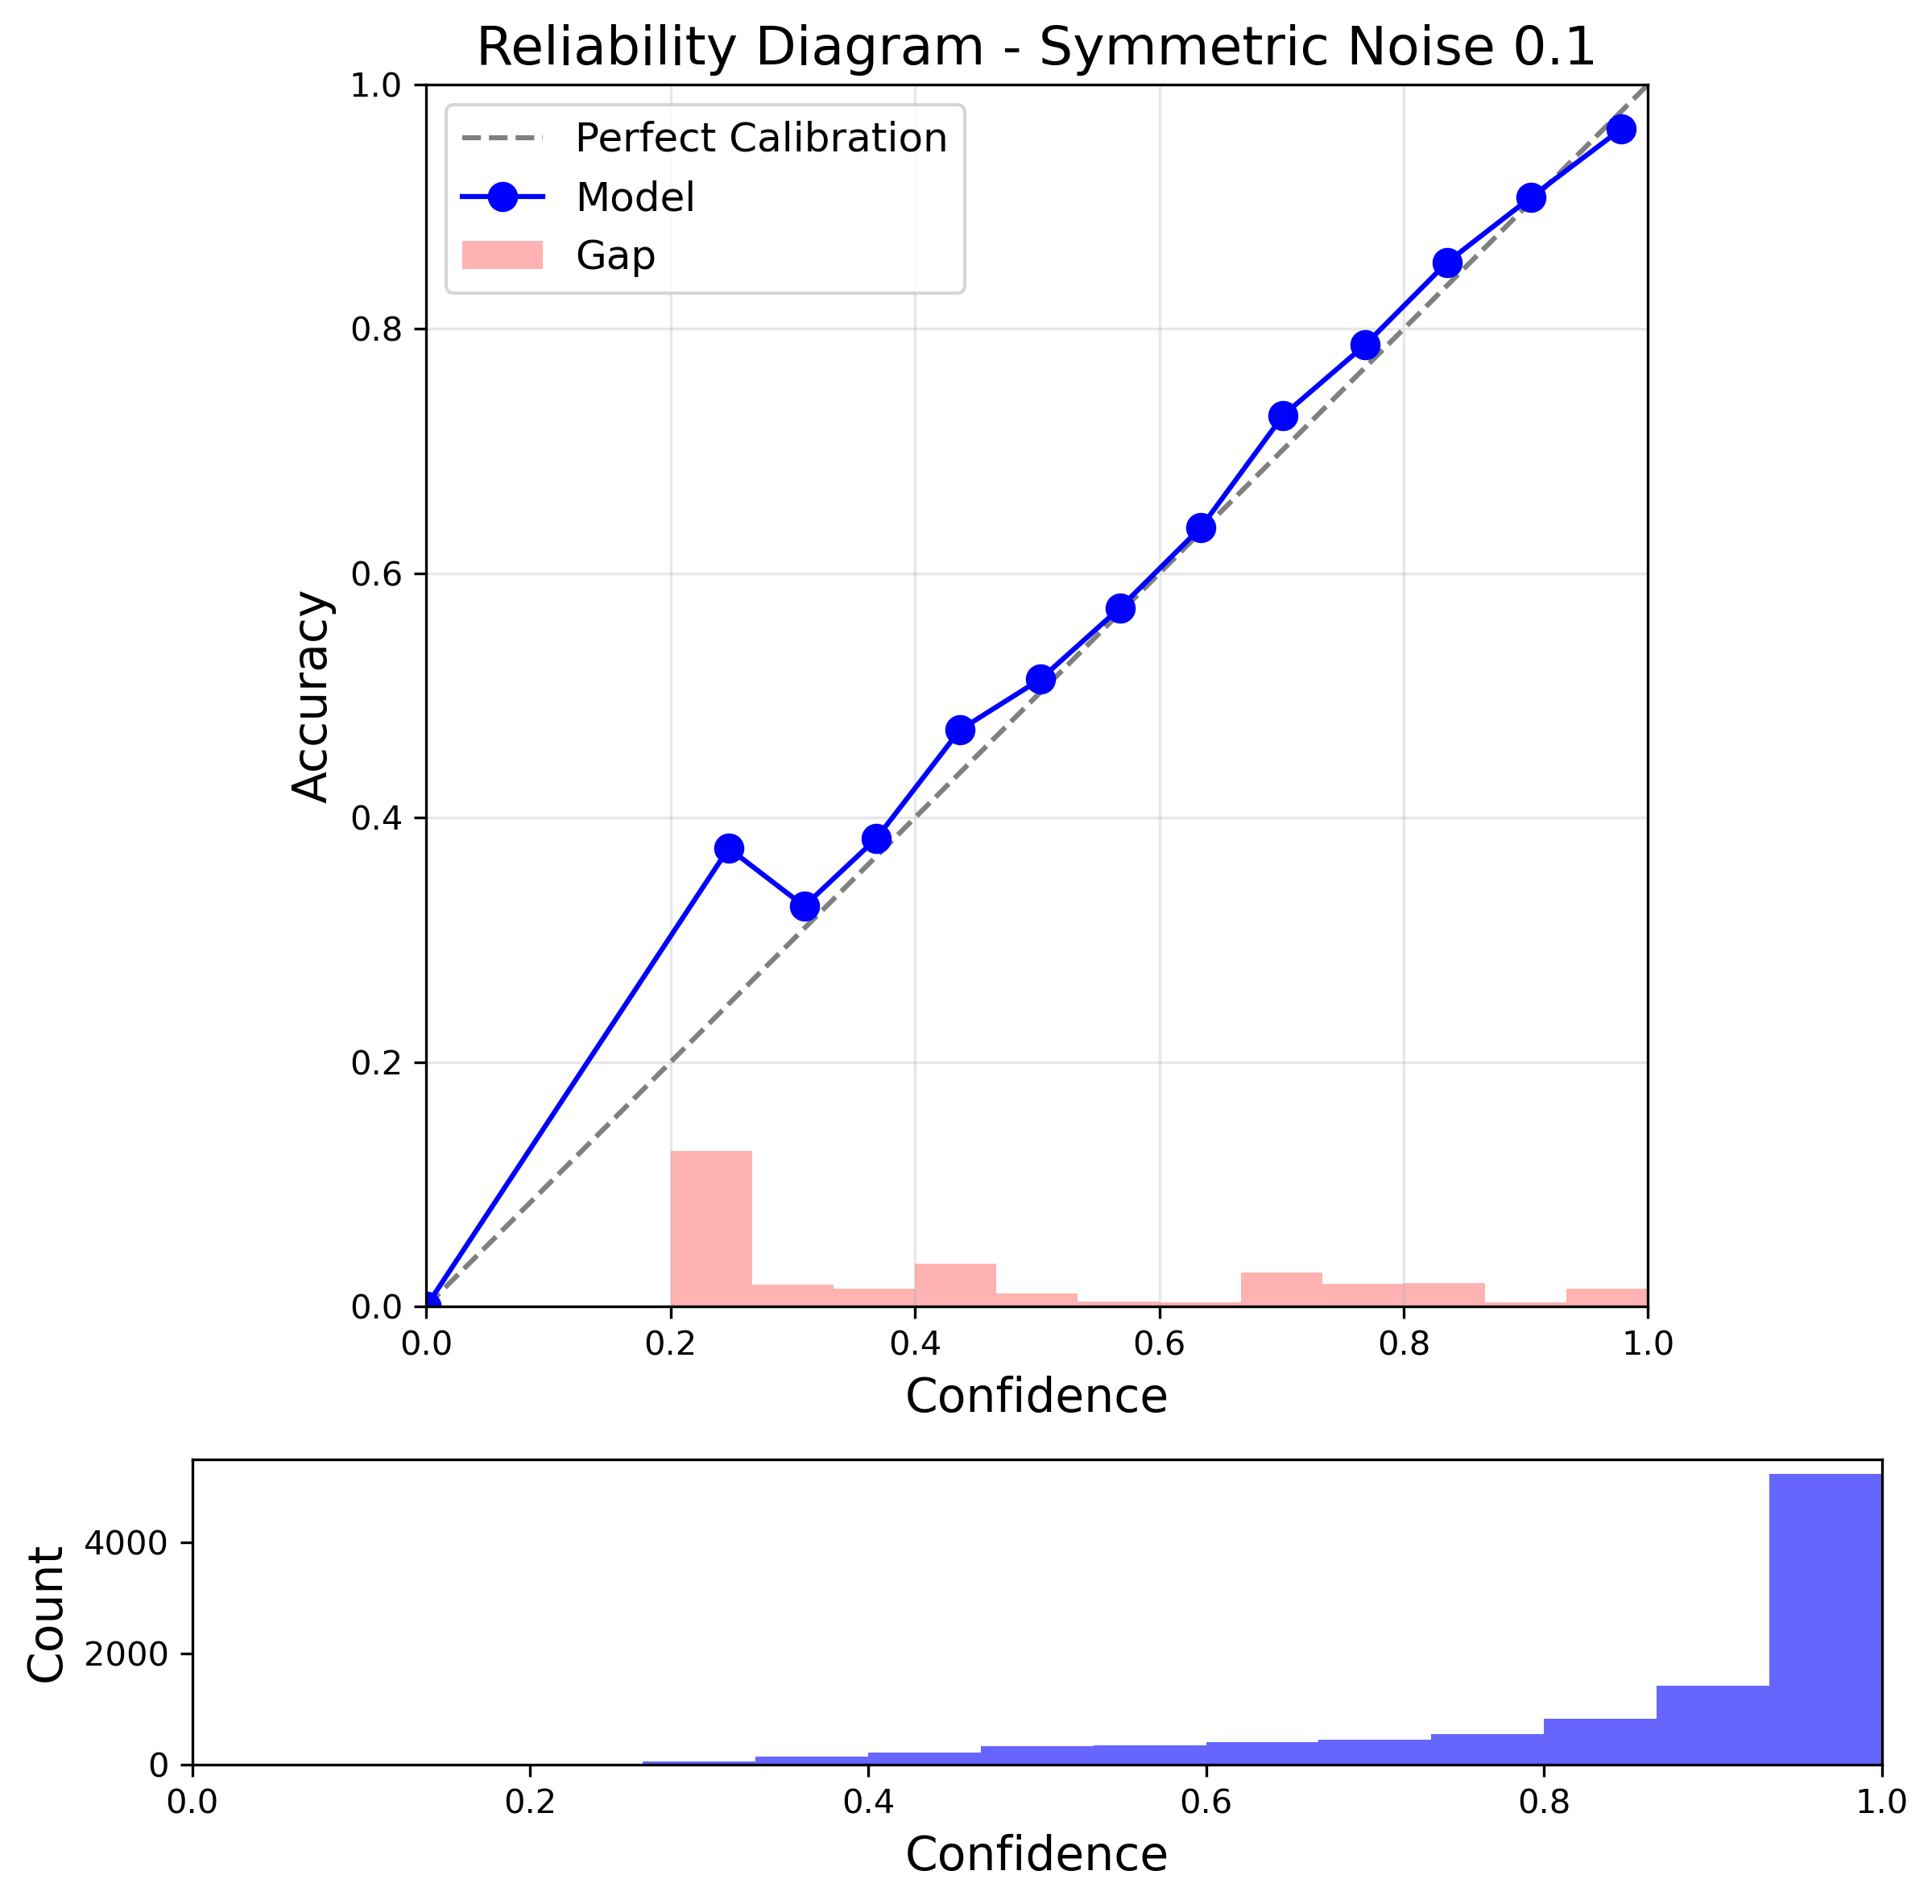 Reliability Diagram - Symmetric Noise 0.1
Perfect Calibration
Model
Gap
Accuracy
1.0
0.8
0.6
0.4
0.2
0.0
0.0 0.2 0.4 0.6 0.8 1.0
Confidence
Count
4000
2000
0
0.0 0.2 0.4 0.6 0.8 1.0
Confidence